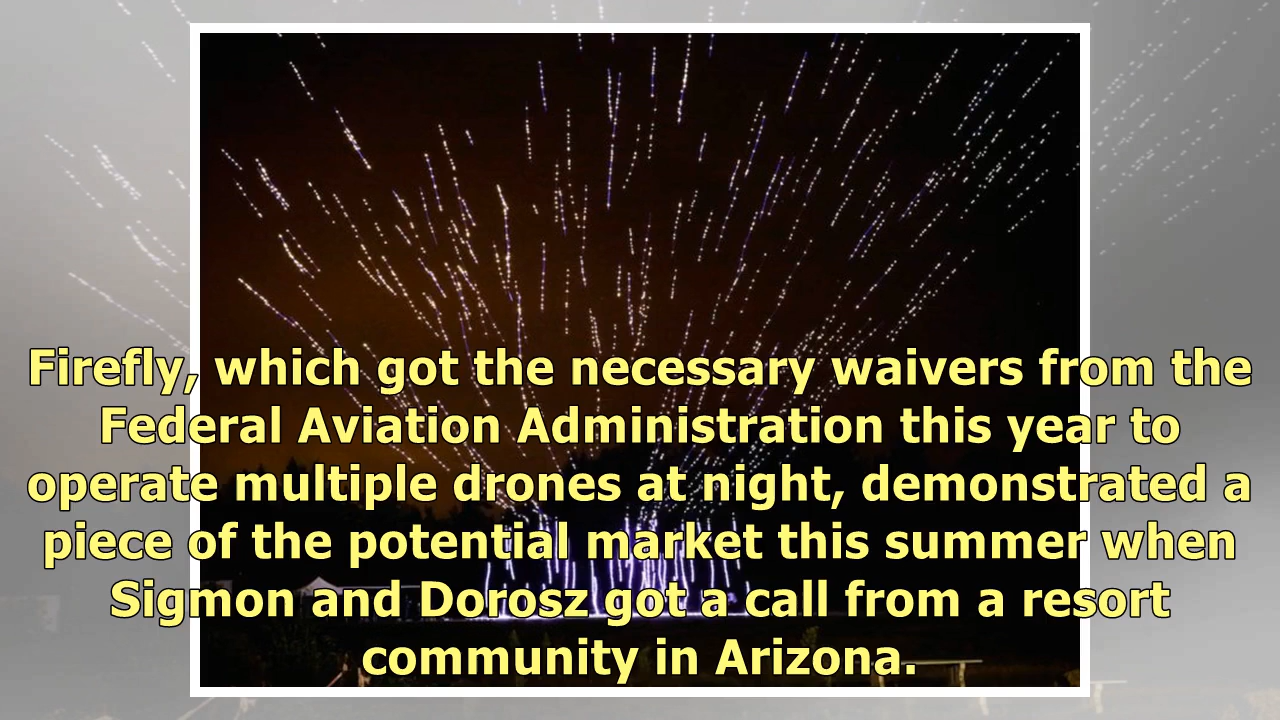 Firefly, which got the necessary waivers from the
Federal Aviation Administration this year to
operate multiple drones at night, demonstrated a
piece of the potential market this summer when
Sigmon and Dorosz got a call from a resort
community in Arizona.